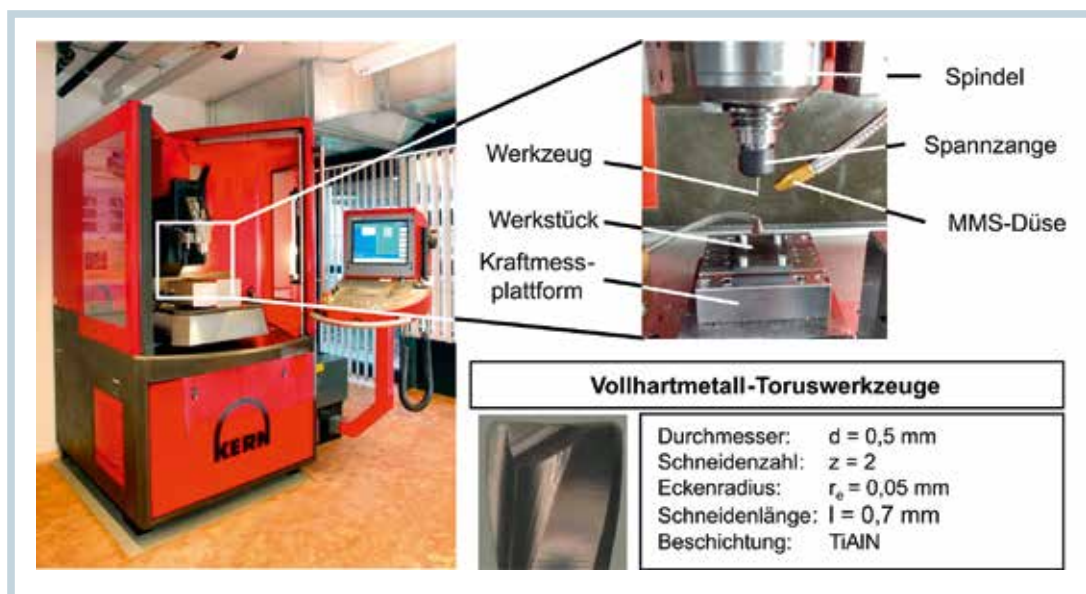 Spindel
Werkzeug
Spannzange
Werkstück
MMS-Düse
Kraftmess-
plattform
KERN
Vollhartmetall-Toruswerkzeuge
Durchmesser: d = 0,5 mm
Schneidenzahl: z = 2
Eckenradius: rₑ = 0,05 mm
Schneidenlänge: l = 0,7 mm
Beschichtung: TiAlN